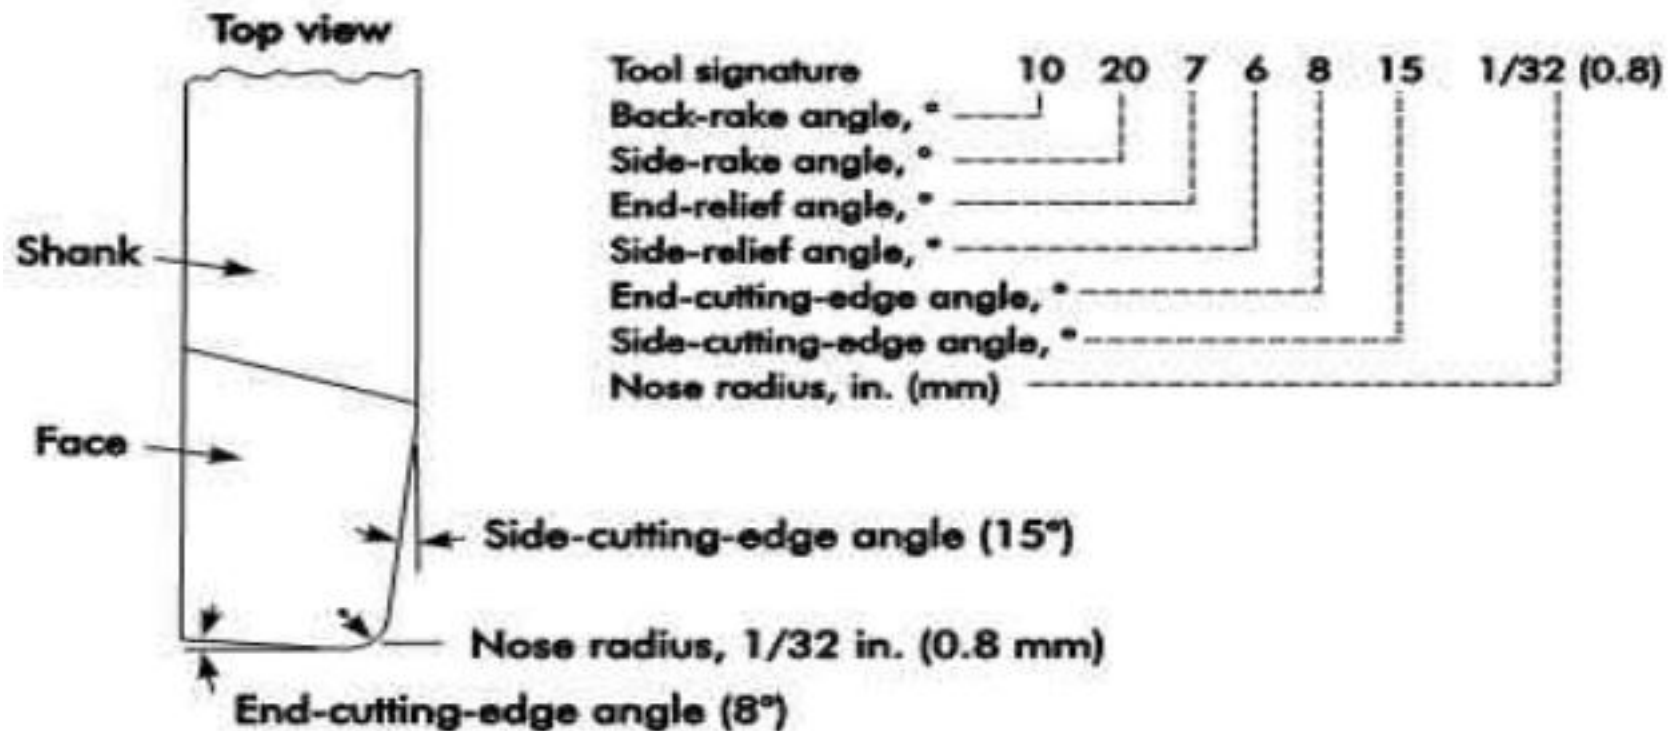 Top view
Tool signature 10 20 7 6 8 15 1/32 (0.8)
Back-rake angle, °
Side-rake angle, °
End-relief angle, °
Side-relief angle, °
End-cutting-edge angle, °
Side-cutting-edge angle, °
Nose radius, in. (mm)
Shank
Face
Side-cutting-edge angle (15°)
Nose radius, 1/32 in. (0.8 mm)
End-cutting-edge angle (8°)